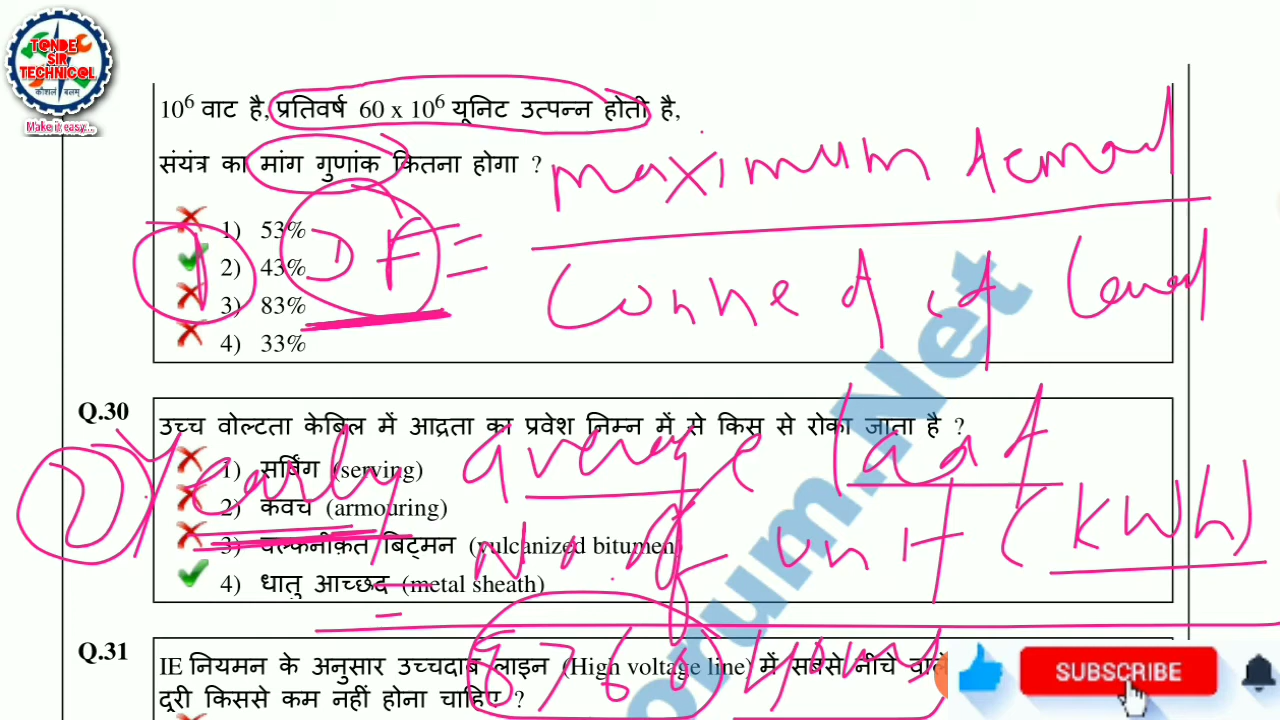 TONDE
SIR
TECHNICOL
कौशलं बलम्
Make it easy...
10⁶ वाट है, प्रतिवर्ष 60 x 10⁶ यूनिट उत्पन्न होती है,
संयंत्र का मांग गुणांक कितना होगा ?
1) 53%
2) 43%
3) 83%
4) 33%
DF = maximum demand
Q.30
उच्च वोल्टता केबिल में आद्रता का प्रवेश निम्न में से किस से रोका जाता है ?
1) सर्विंग (serving)
2) कवच (armouring)
3) वल्कनीकृत बिट्मन (vulcanized bitumen)
4) धातु आच्छद (metal sheath)
2) Yearly average
= No. of unit (kwh)
8760
Q.31
IE नियमन के अनुसार उच्चदाब लाइन (High voltage line) में सबसे नीचे वाले
दूरी किससे कम नहीं होना चाहिए ?
orum.Net
SUBSCRIBE